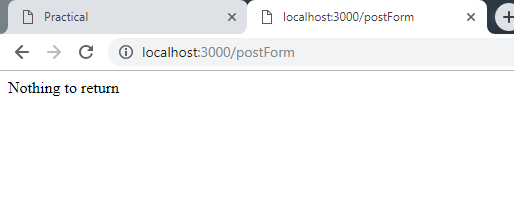 Practical
localhost:3000/postForm
localhost:3000/postForm
Nothing to return